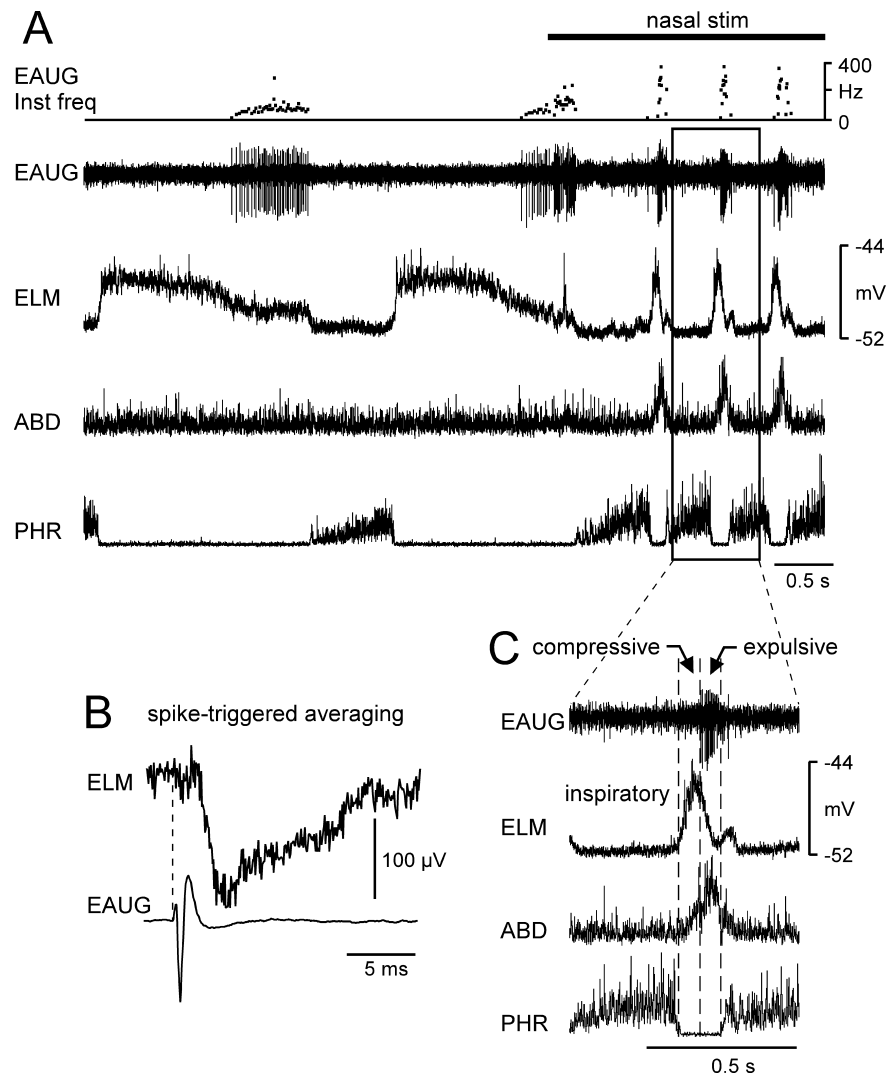 A
nasal stim
EAUG
Inst freq
400
Hz
0
EAUG
ELM
-44
mV
-52
ABD
PHR
0.5 s
B
spike-triggered averaging
ELM
100 µV
EAUG
5 ms
C
compressive
expulsive
EAUG
inspiratory
ELM
-44
mV
-52
ABD
PHR
0.5 s